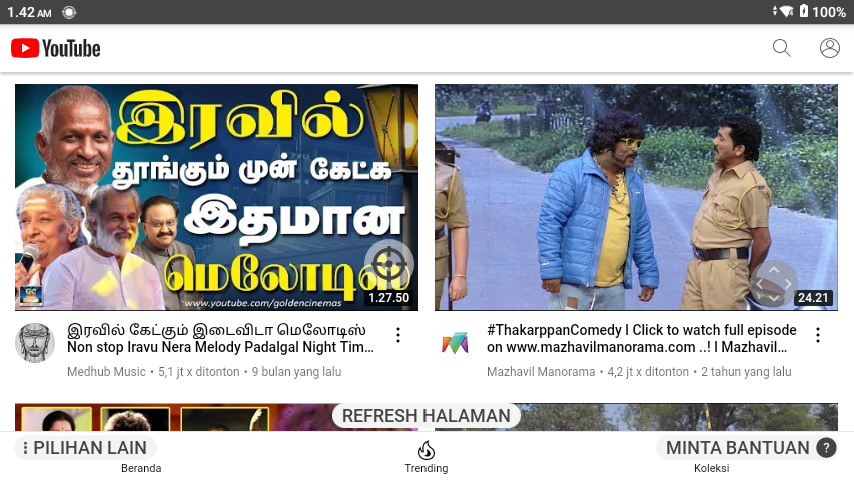 1.42 AM
100%
YouTube
இரவில்
தூங்கும் முன் கேட்க
இதமான
மெலோடிஸ்
GC
www.youtube.com/goldencinemas
1.27.50
24.21
இரவில் கேட்கும் இடைவிடா மெலோடிஸ்
Non stop Iravu Nera Melody Padalgal Night Tim...
Medhub Music • 5,1 jt x ditonton • 9 bulan yang lalu
#ThakarppanComedy I Click to watch full episode
on www.mazhavilmanorama.com ..! I Mazhavil...
Mazhavil Manorama • 4,2 jt x ditonton • 2 tahun yang lalu
REFRESH HALAMAN
PILIHAN LAIN
MINTA BANTUAN ?
Beranda
Trending
Koleksi